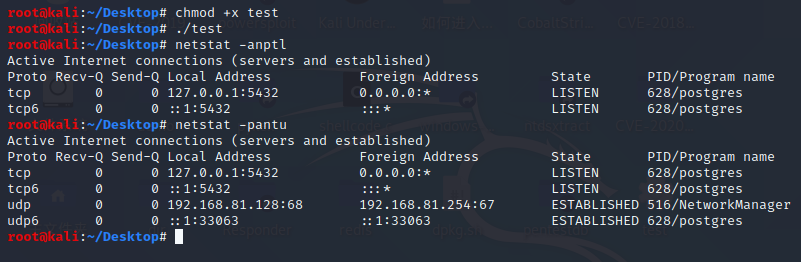 root@kali:~/Desktop# chmod +x test
root@kali:~/Desktop# ./test
root@kali:~/Desktop# netstat -anptl
Active Internet connections (servers and established)
Proto Recv-Q Send-Q Local Address           Foreign Address         State       PID/Program name
tcp        0      0 127.0.0.1:5432          0.0.0.0:*               LISTEN      628/postgres
tcp6       0      0 ::1:5432                :::*                    LISTEN      628/postgres
root@kali:~/Desktop# netstat -pantu
Active Internet connections (servers and established)
Proto Recv-Q Send-Q Local Address           Foreign Address         State       PID/Program name
tcp        0      0 127.0.0.1:5432          0.0.0.0:*               LISTEN      628/postgres
tcp6       0      0 ::1:5432                :::*                    LISTEN      628/postgres
udp        0      0 192.168.81.128:68       192.168.81.254:67       ESTABLISHED 516/NetworkManager
udp6       0      0 ::1:33063               ::1:33063               ESTABLISHED 628/postgres
root@kali:~/Desktop#